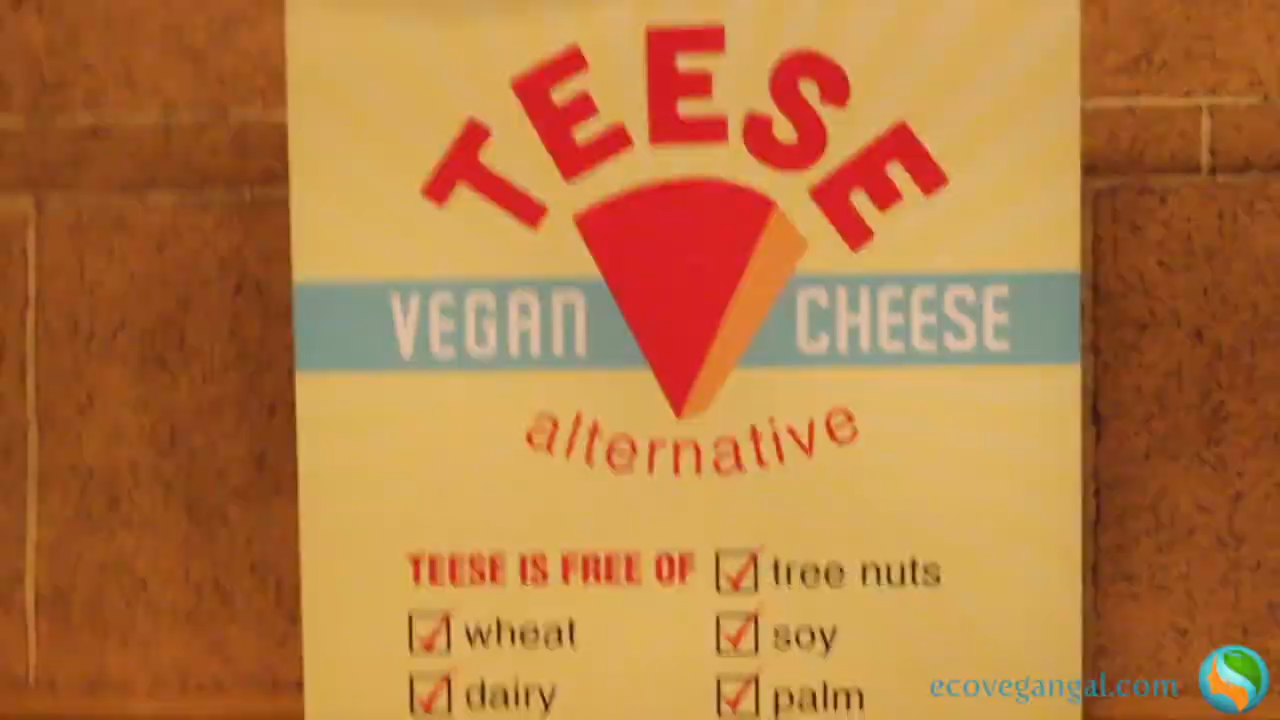 TEESE
VEGAN CHEESE
alternative
TEESE IS FREE OF
tree nuts
wheat
soy
dairy
palm
ecovegangal.com